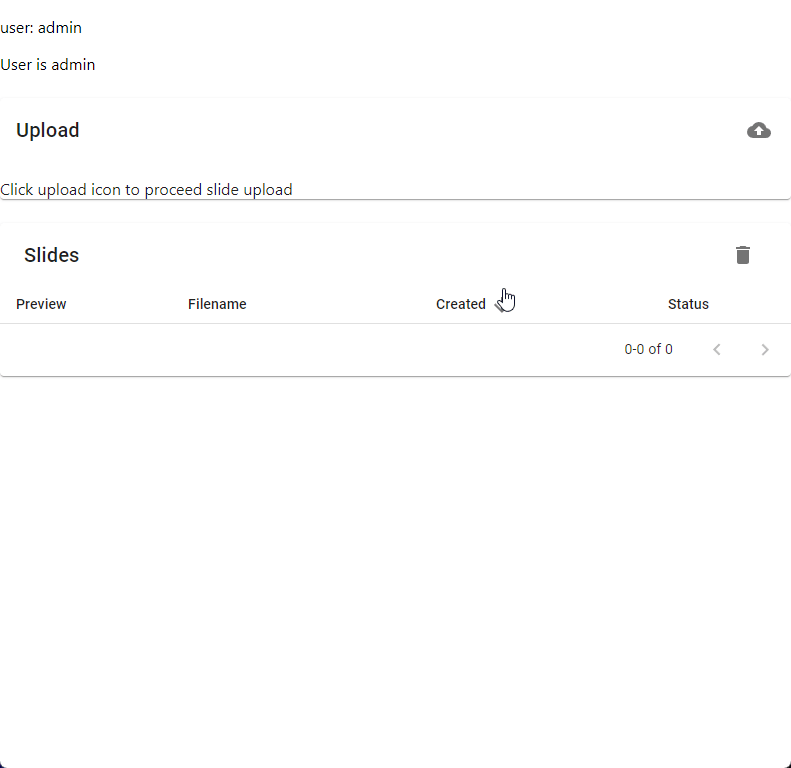 user: admin
User is admin
Upload
Click upload icon to proceed slide upload
Slides
Preview Filename Created Status
0-0 of 0